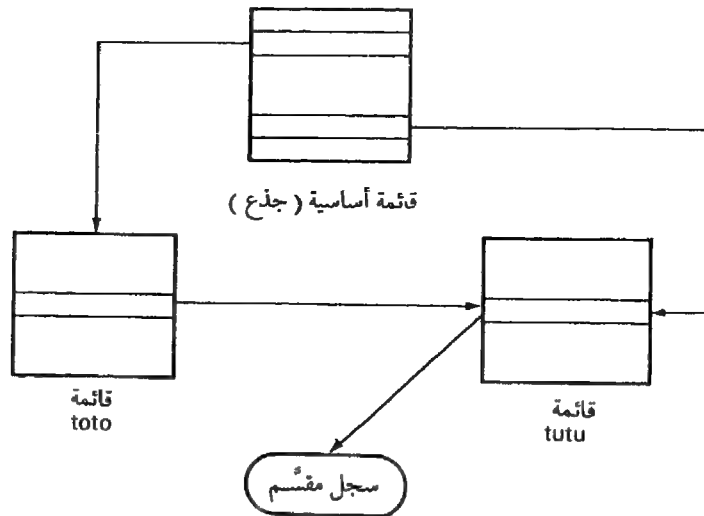 قائمة أساسية ( جذع )
قائمة
toto
قائمة
tutu
سجل مقسَّم